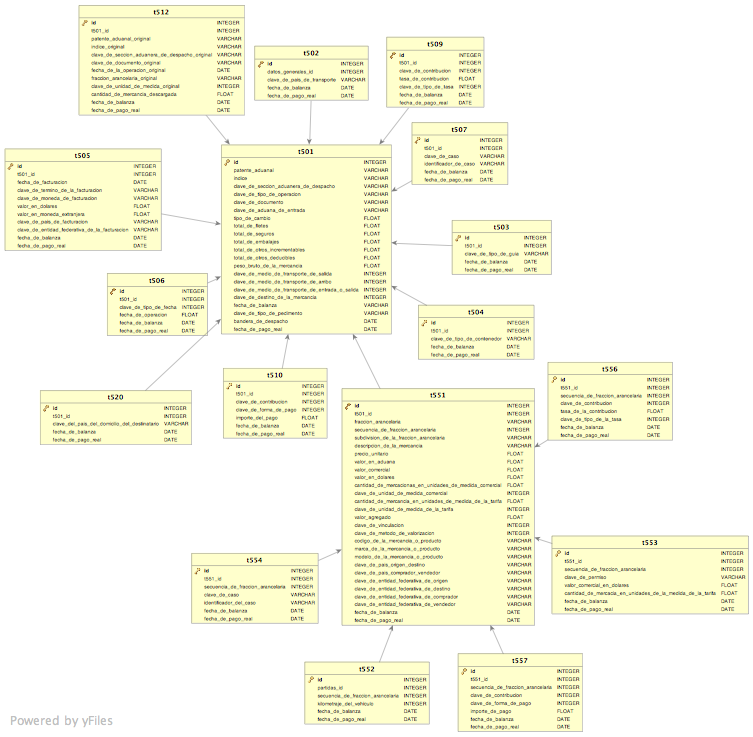 t512
id INTEGER
t501_id INTEGER
patente_aduanal_original VARCHAR
indice_original VARCHAR
clave_de_seccion_aduanera_de_despacho_original VARCHAR
clave_de_documento_original VARCHAR
fecha_de_la_operacion_original DATE
fraccion_arancelaria_original VARCHAR
clave_de_unidad_de_medida_original INTEGER
cantidad_de_mercancia_descargada FLOAT
fecha_de_balanza DATE
fecha_de_pago_real DATE
t502
id INTEGER
datos_generales_id INTEGER
clave_de_pais_de_transporte VARCHAR
fecha_de_balanza DATE
fecha_de_pago_real DATE
t509
id INTEGER
t501_id INTEGER
clave_de_contribucion INTEGER
tasa_de_contribucion FLOAT
clave_de_tipo_de_tasa INTEGER
fecha_de_balanza DATE
fecha_de_pago_real DATE
t507
id INTEGER
t501_id INTEGER
clave_de_caso VARCHAR
identificador_de_caso VARCHAR
fecha_de_balanza DATE
fecha_de_pago_real DATE
t505
id INTEGER
t501_id INTEGER
fecha_de_facturacion DATE
clave_de_termino_de_la_facturacion VARCHAR
clave_de_moneda_de_facturacion VARCHAR
valor_en_dolares FLOAT
valor_en_moneda_extranjera FLOAT
clave_de_pais_de_facturacion VARCHAR
clave_de_entidad_federativa_de_la_facturacion VARCHAR
fecha_de_balanza DATE
fecha_de_pago_real DATE
t501
id INTEGER
patente_aduanal VARCHAR
indice VARCHAR
clave_de_seccion_aduanera_de_despacho VARCHAR
clave_de_tipo_de_operacion VARCHAR
clave_de_documento VARCHAR
clave_de_aduana_de_entrada VARCHAR
tipo_de_cambio FLOAT
total_de_fletes FLOAT
total_de_seguros FLOAT
total_de_embalajes FLOAT
total_de_otros_incrementables FLOAT
total_de_otros_deducibles FLOAT
peso_bruto_de_la_mercancia FLOAT
clave_de_medio_de_transporte_de_salida INTEGER
clave_de_medio_de_transporte_de_arribo INTEGER
clave_de_medio_de_transporte_de_entrada_o_salida INTEGER
clave_de_destino_de_la_mercancia INTEGER
fecha_de_balanza VARCHAR
clave_de_tipo_de_pedimento VARCHAR
bandera_de_despacho DATE
fecha_de_pago_real DATE
t503
id INTEGER
t501_id INTEGER
clave_de_tipo_de_guia VARCHAR
fecha_de_balanza DATE
fecha_de_pago_real DATE
t506
id INTEGER
t501_id INTEGER
clave_de_tipo_de_fecha INTEGER
fecha_de_operacion FLOAT
fecha_de_balanza DATE
fecha_de_pago_real DATE
t504
id INTEGER
t501_id INTEGER
clave_de_tipo_de_contenedor VARCHAR
fecha_de_balanza DATE
fecha_de_pago_real DATE
t520
id INTEGER
t501_id INTEGER
clave_del_pais_del_domicilio_del_destinatario VARCHAR
fecha_de_balanza DATE
fecha_de_pago_real DATE
t510
id INTEGER
t501_id INTEGER
clave_de_contribucion INTEGER
clave_de_forma_de_pago INTEGER
importe_del_pago FLOAT
fecha_de_balanza DATE
fecha_de_pago_real DATE
t556
id INTEGER
t551_id INTEGER
secuencia_de_fraccion_arancelaria INTEGER
clave_de_contribucion INTEGER
tasa_de_la_contribucion FLOAT
clave_de_tipo_de_la_tasa INTEGER
fecha_de_balanza DATE
fecha_de_pago_real DATE
t551
id INTEGER
t501_id INTEGER
fraccion_arancelaria VARCHAR
secuencia_de_fraccion_arancelaria INTEGER
subdivision_de_la_fraccion_arancelaria VARCHAR
descripcion_de_la_mercancia VARCHAR
precio_unitario FLOAT
valor_en_aduana FLOAT
valor_comercial FLOAT
valor_en_dolares FLOAT
cantidad_de_mercacionas_en_unidades_de_medida_comercial FLOAT
clave_de_unidad_de_medida_comercial INTEGER
cantidad_de_mercancia_en_unidades_de_medida_de_la_tarifa FLOAT
clave_de_unidad_de_medida_de_la_tarifa INTEGER
valor_agregado FLOAT
clave_de_vinculacion INTEGER
clave_de_metodo_de_valorizacion INTEGER
codigo_de_la_mercancia_o_producto VARCHAR
marca_de_la_mercancia_o_producto VARCHAR
modelo_de_la_mercancia_o_producto VARCHAR
clave_de_pais_origen_destino VARCHAR
clave_de_pais_comprador_vendedor VARCHAR
clave_de_entidad_federativa_de_origen VARCHAR
clave_de_entidad_federativa_de_destino VARCHAR
clave_de_entidad_federativa_de_comprador VARCHAR
clave_de_entidad_federativa_de_vendedor VARCHAR
fecha_de_balanza DATE
fecha_de_pago_real DATE
t553
id INTEGER
t551_id INTEGER
secuencia_de_fraccion_arancelaria INTEGER
clave_de_permiso VARCHAR
valor_comercial_en_dolares FLOAT
cantidad_de_mercacia_en_unidades_de_la_medida_de_la_tarifa FLOAT
fecha_de_balanza DATE
fecha_de_pago_real DATE
t554
id INTEGER
t551_id INTEGER
secuencia_de_fraccion_arancelaria INTEGER
clave_de_caso VARCHAR
identificador_del_caso VARCHAR
fecha_de_balanza DATE
fecha_de_pago_real DATE
t552
id INTEGER
partidas_id INTEGER
secuencia_de_fraccion_arancelaria INTEGER
kilometraje_del_vehiculo INTEGER
fecha_de_balanza DATE
fecha_de_pago_real DATE
t557
id INTEGER
t551_id INTEGER
secuencia_de_fraccion_arancelaria INTEGER
clave_de_contribucion INTEGER
clave_de_forma_de_pago INTEGER
importe_de_pago FLOAT
fecha_de_balanza DATE
fecha_de_pago_real DATE
Powered by yFiles